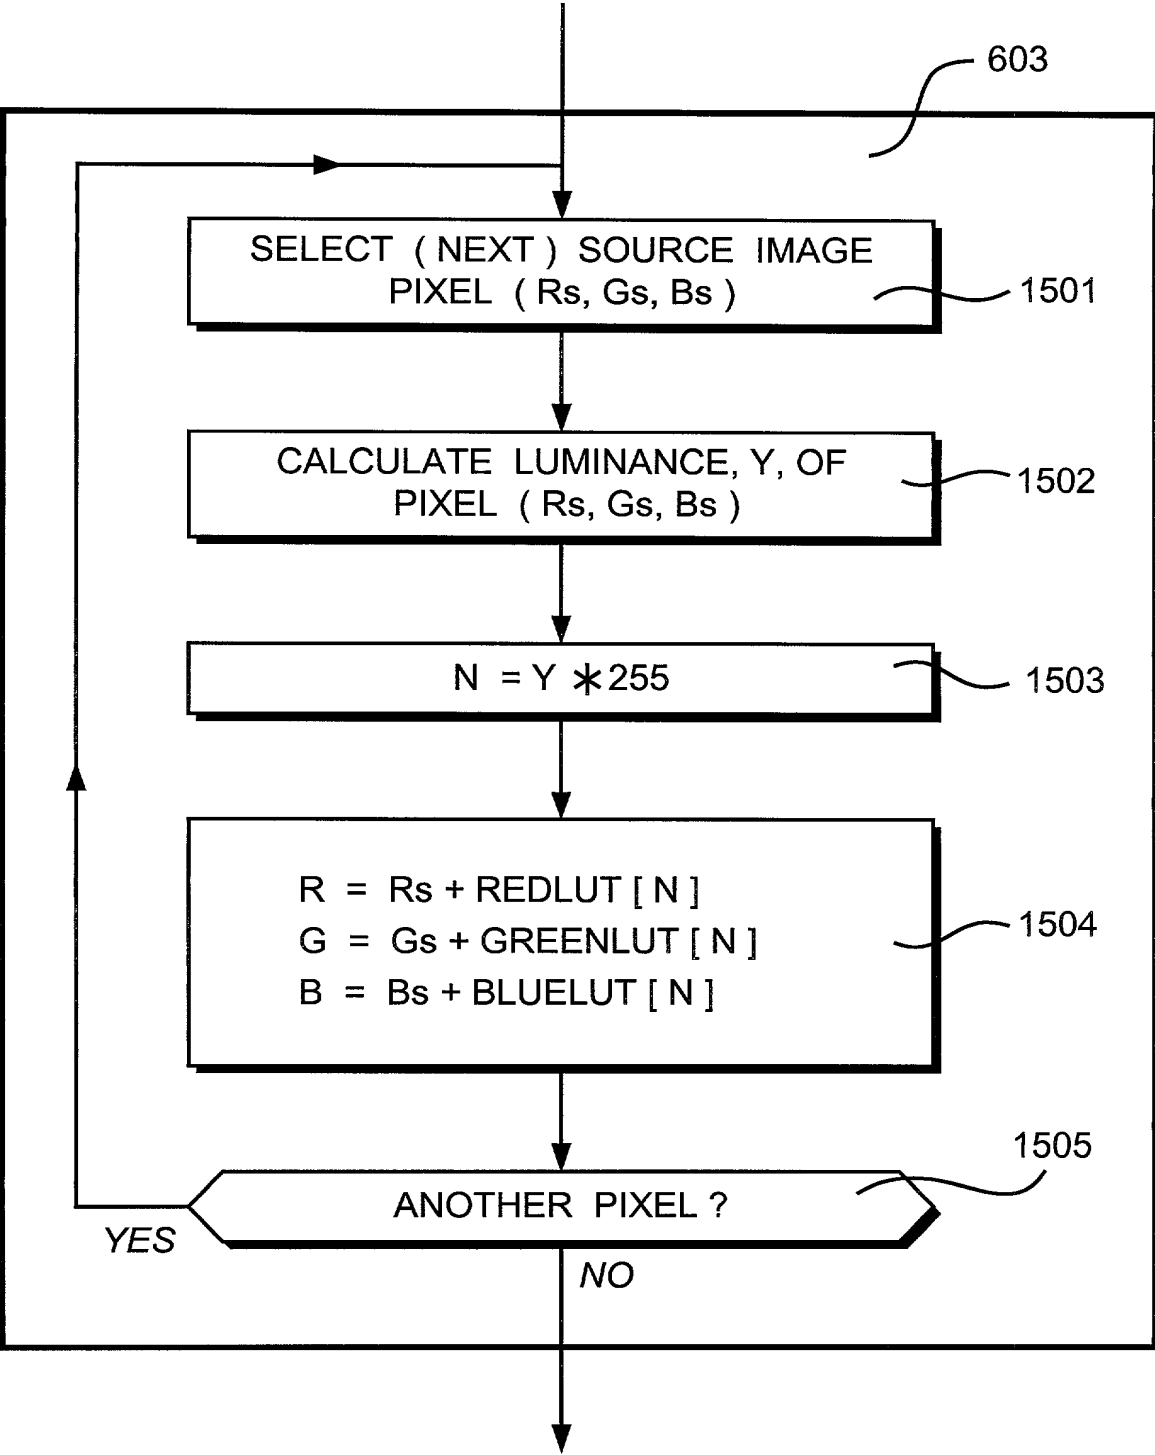 603
SELECT ( NEXT ) SOURCE IMAGE
PIXEL ( Rs, Gs, Bs )
1501
CALCULATE LUMINANCE, Y, OF
PIXEL ( Rs, Gs, Bs )
1502
N = Y * 255
1503
R = Rs + REDLUT [ N ]
G = Gs + GREENLUT [ N ]
B = Bs + BLUELUT [ N ]
1504
ANOTHER PIXEL ?
1505
YES
NO